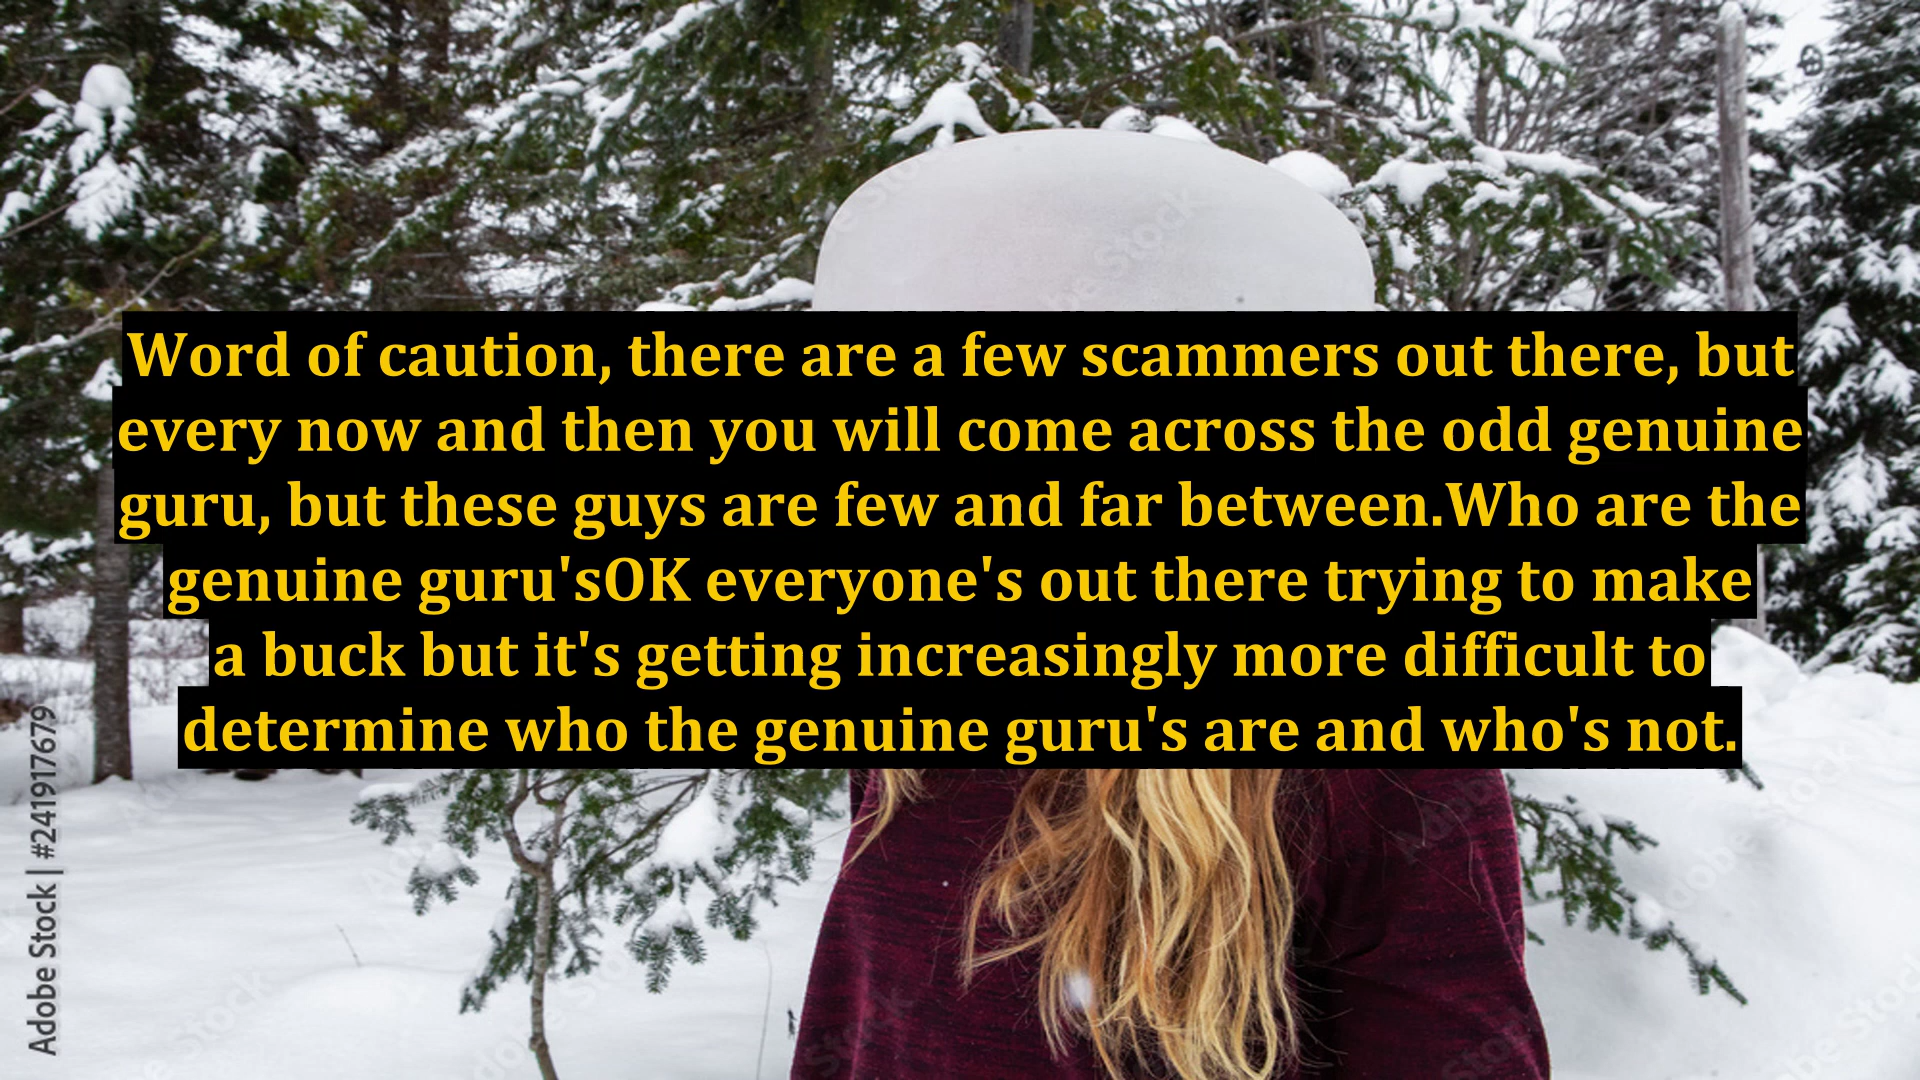 Word of caution, there are a few scammers out there, but
every now and then you will come across the odd genuine
guru, but these guys are few and far between.Who are the
genuine guru'sOK everyone's out there trying to make
a buck but it's getting increasingly more difficult to
determine who the genuine guru's are and who's not.
Adobe Stock | #241917679